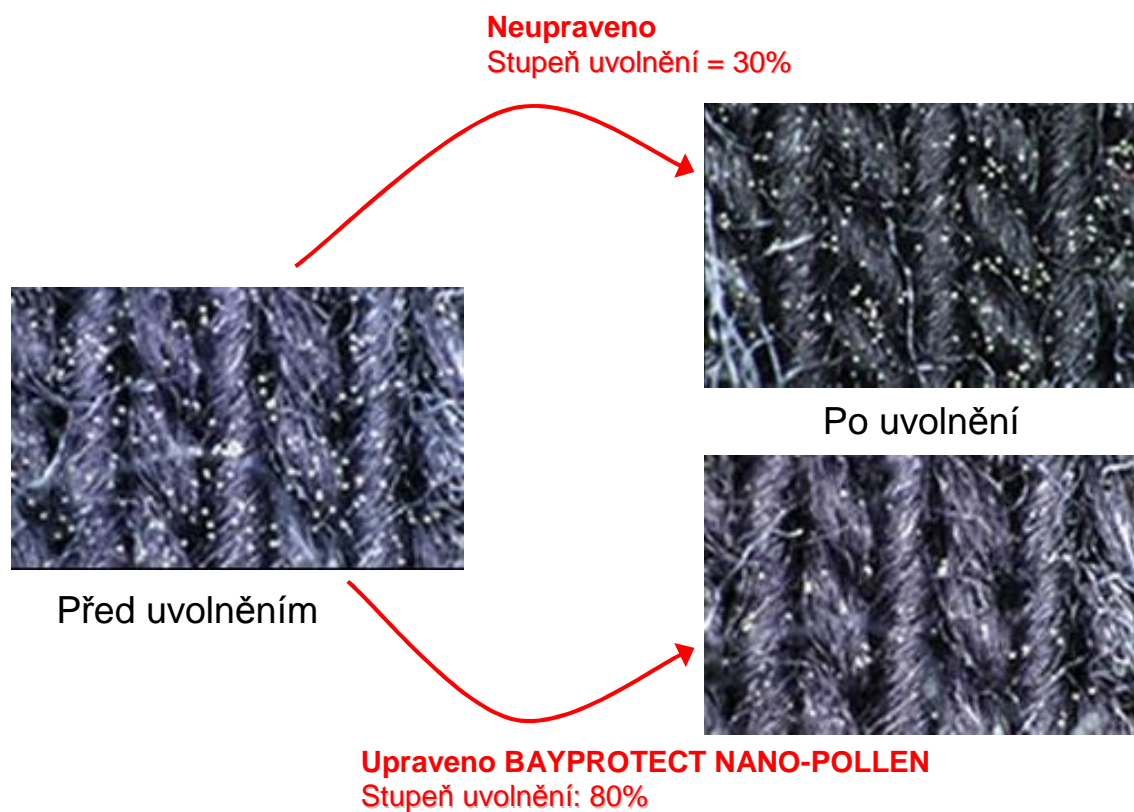 Neupraveno
Stupeň uvolnění = 30%
Po uvolnění
Před uvolněním
Upraveno BAYPROTECT NANO-POLLEN
Stupeň uvolnění: 80%